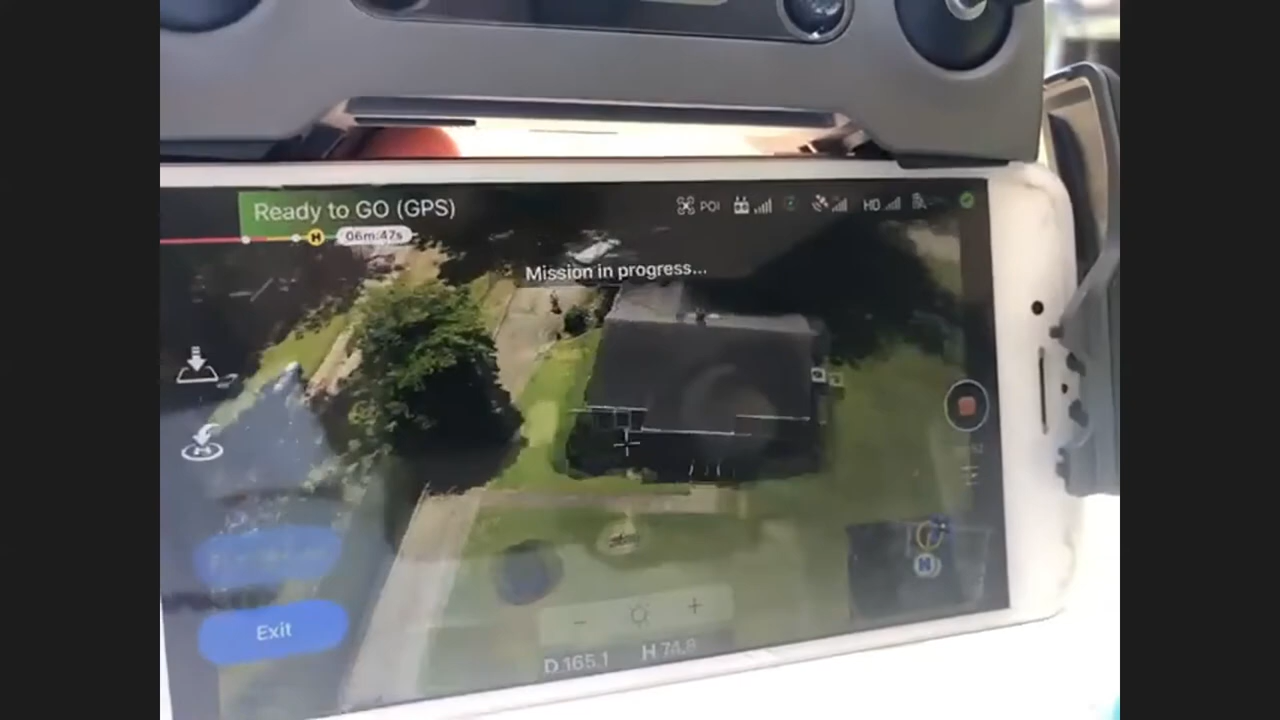 Ready to GO (GPS)
POI
HD
H
06m:47s
Mission in progress...
H
H
Exit
D 165.1 H 74.8